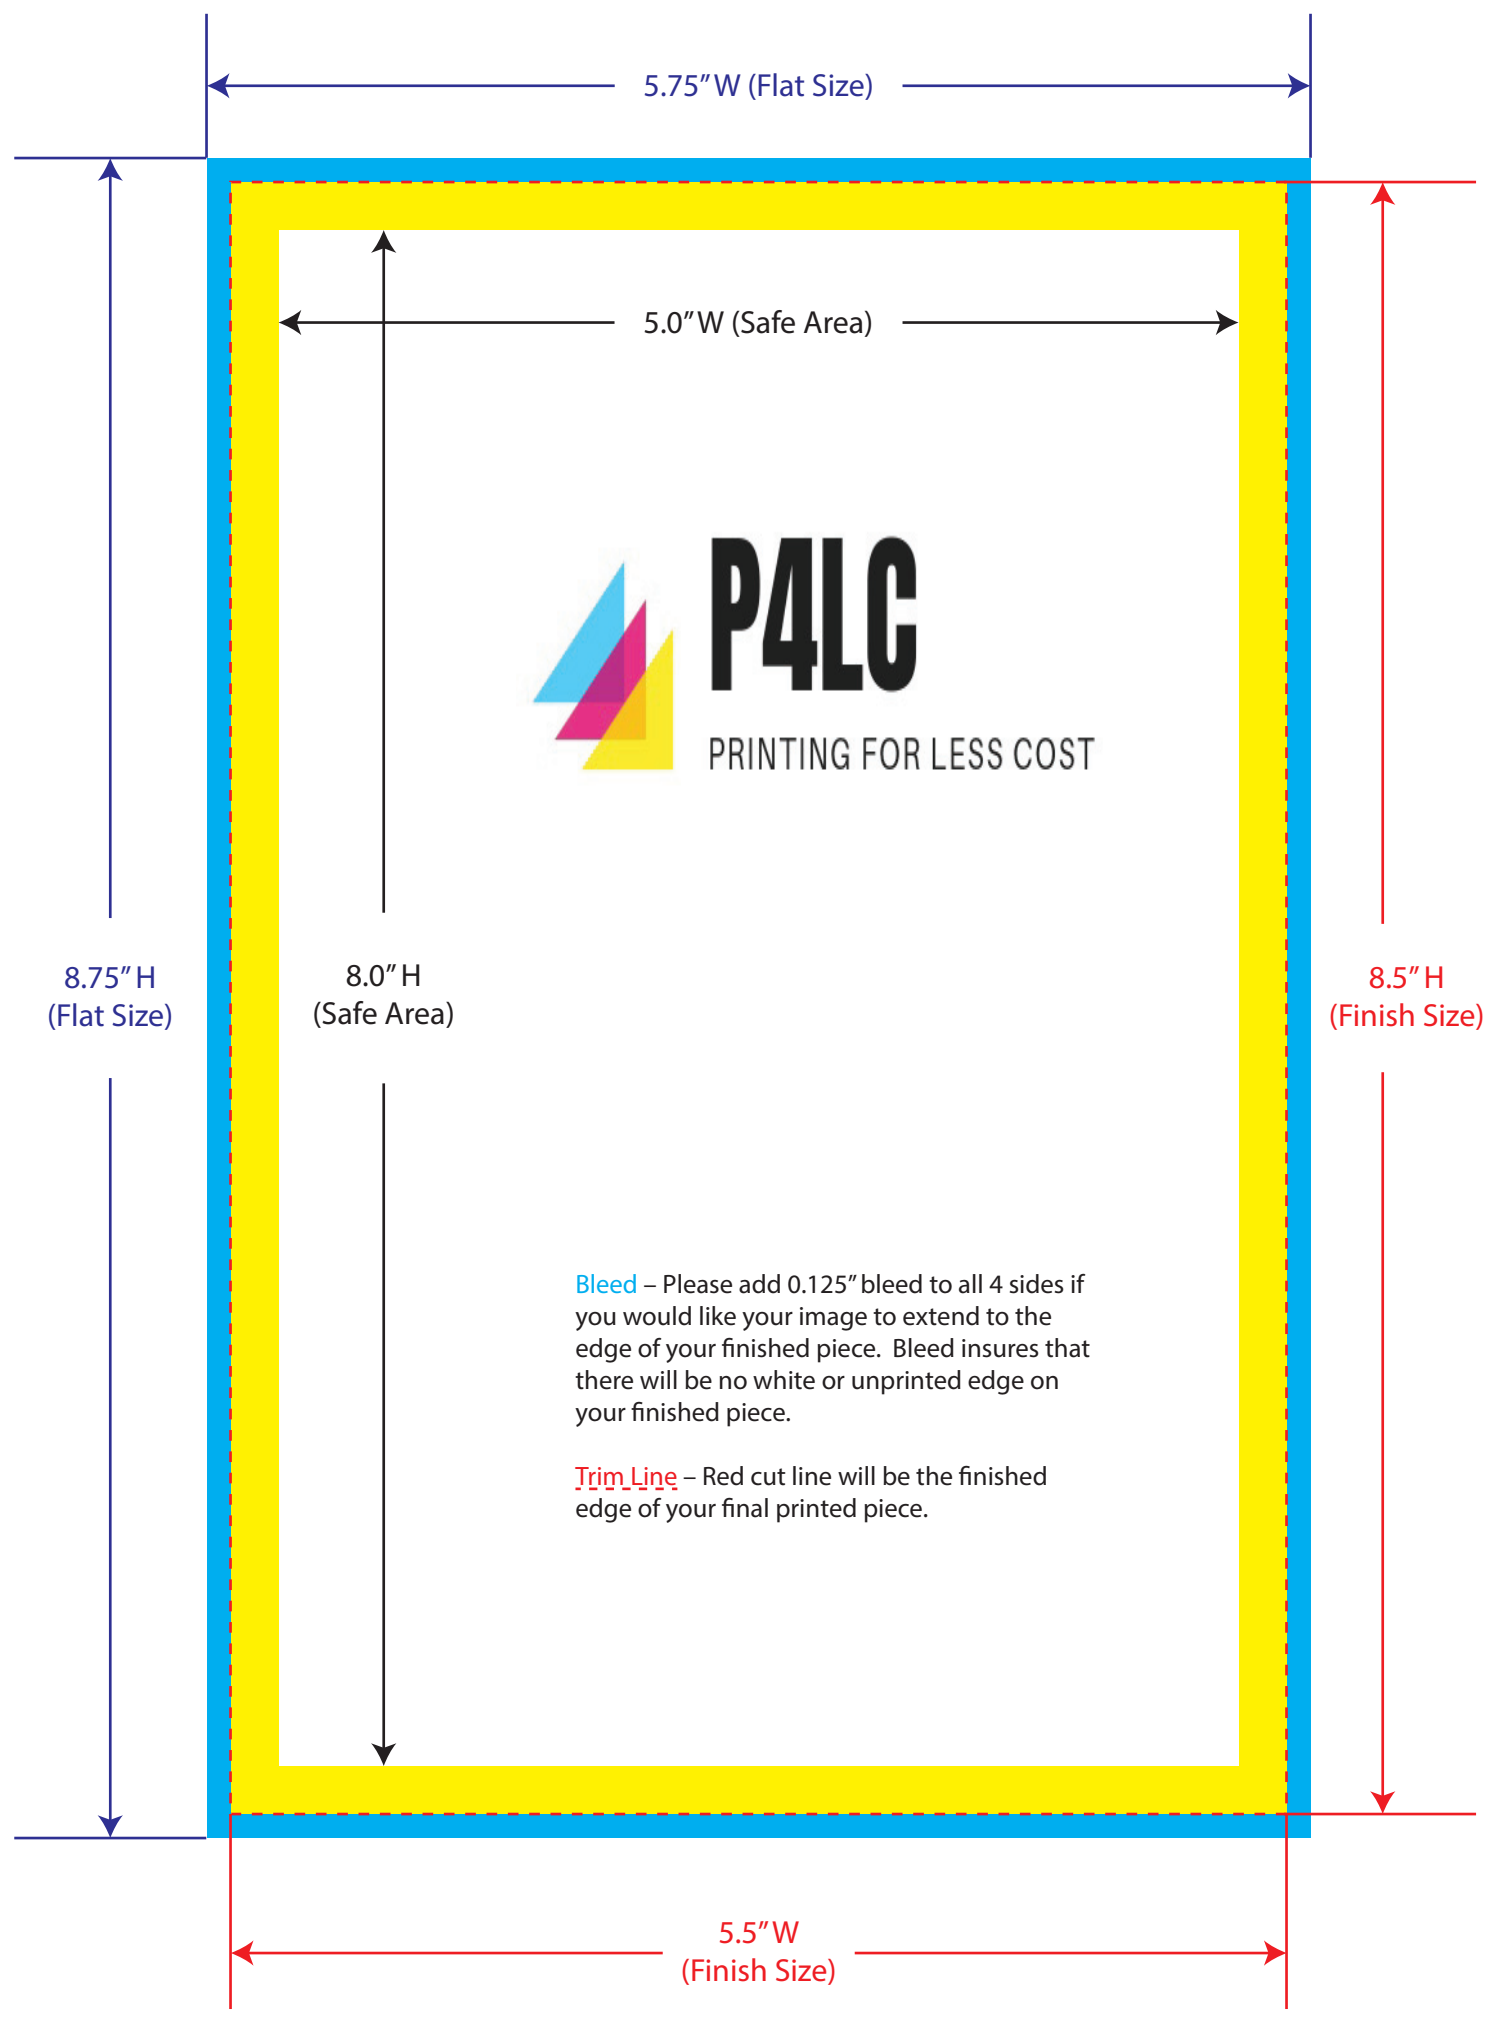 5.75" W (Flat Size)
5.0" W (Safe Area)
P4LC
PRINTING FOR LESS COST
8.75" H
(Flat Size)
8.0" H
(Safe Area)
8.5" H
(Finish Size)
Bleed – Please add 0.125" bleed to all 4 sides if
you would like your image to extend to the
edge of your finished piece.  Bleed insures that
there will be no white or unprinted edge on
your finished piece.
Trim Line – Red cut line will be the finished
edge of your final printed piece.
5.5" W
(Finish Size)